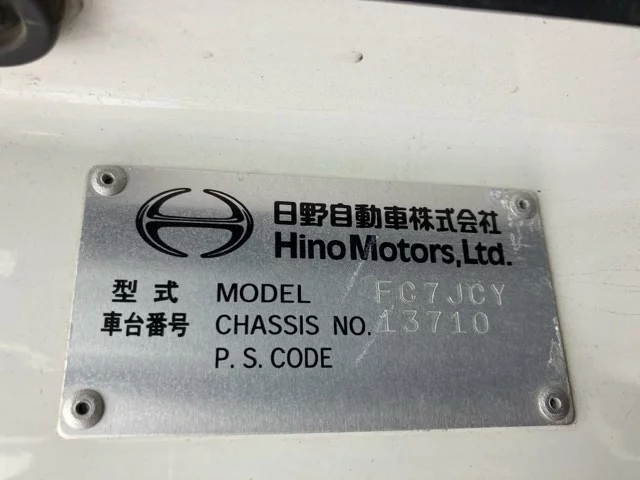 日野自動車株式会社
Hino Motors, Ltd.
型式 MODEL FC7JCY
車台番号 CHASSIS NO. 13710
P. S. CODE